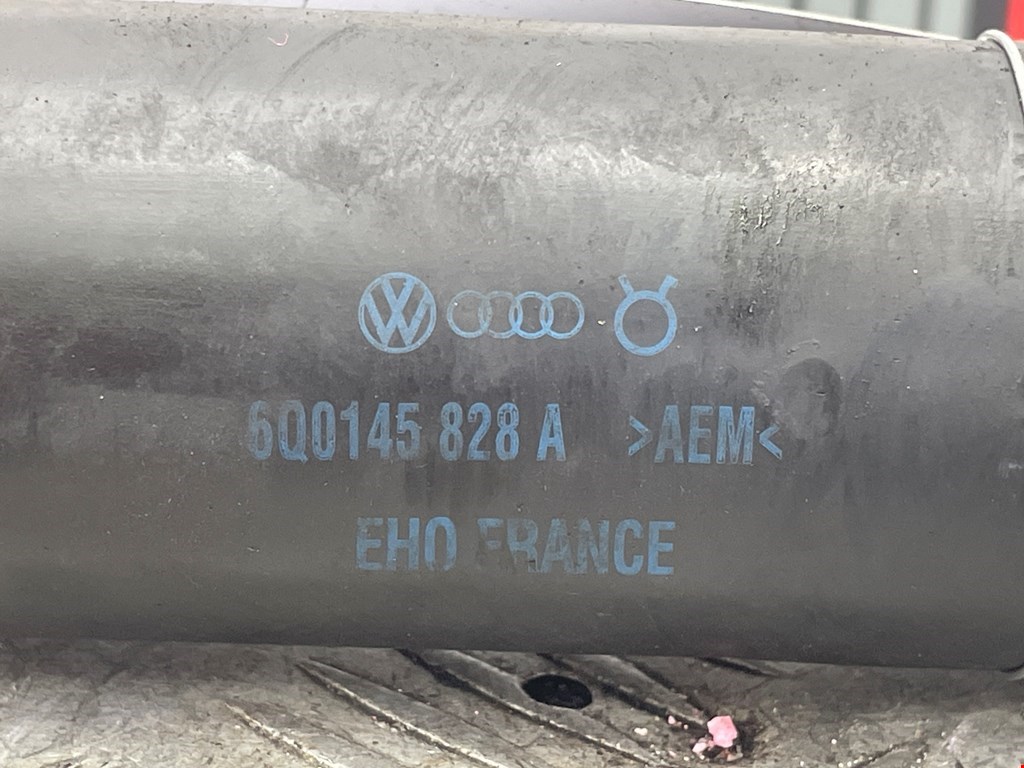 6Q0145 828 A >AEM<
EHO FRANCE